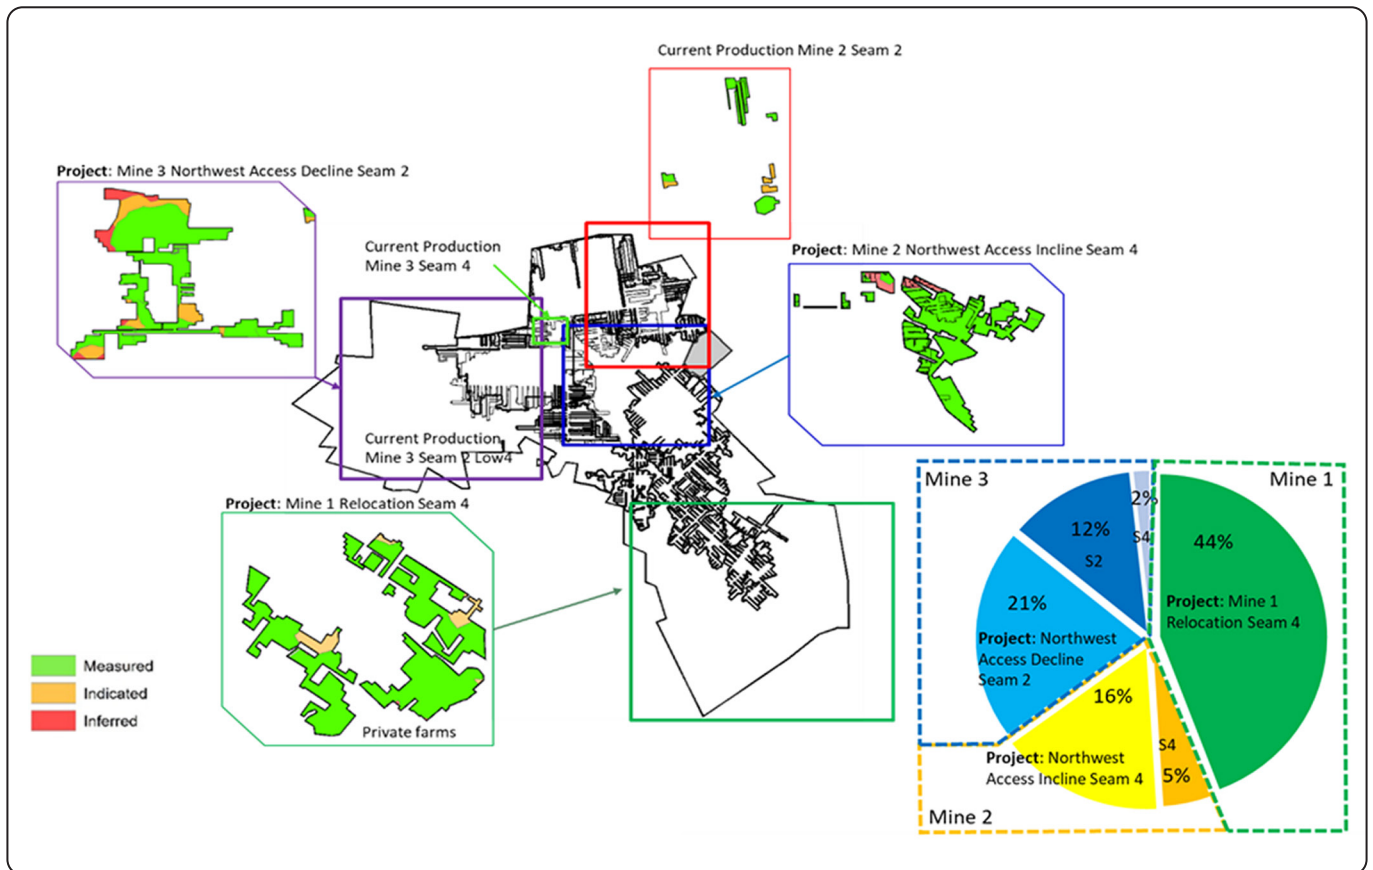 Current Production Mine 2 Seam 2
Project: Mine 3 Northwest Access Decline Seam 2
Current Production
Mine 3 Seam 4
Project: Mine 2 Northwest Access Incline Seam 4
Current Production
Mine 3 Seam 2 Low4
Project: Mine 1 Relocation Seam 4
Private farms
Measured
Indicated
Inferred
Mine 3
Mine 1
2%
S4
12%
S2
44%
21%
Project: Northwest
Access Decline
Seam 2
Project: Mine 1
Relocation Seam 4
16%
Project: Northwest
Access Incline Seam 4
S4
5%
Mine 2